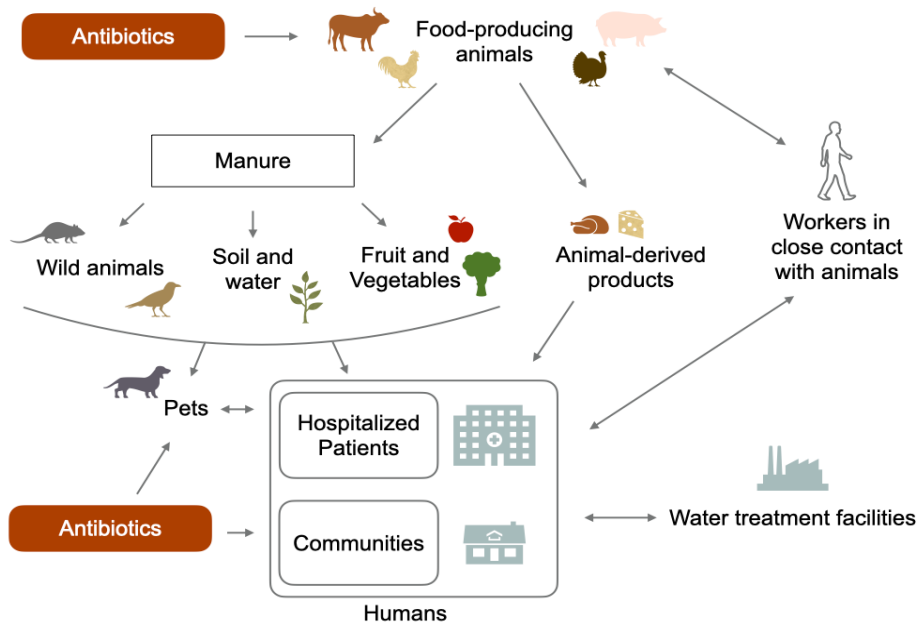 Antibiotics
Food-producing
animals
Manure
Wild animals
Soil and
water
Fruit and
Vegetables
Animal-derived
products
Workers in
close contact
with animals
Pets
Hospitalized
Patients
Antibiotics
Communities
Water treatment facilities
Humans